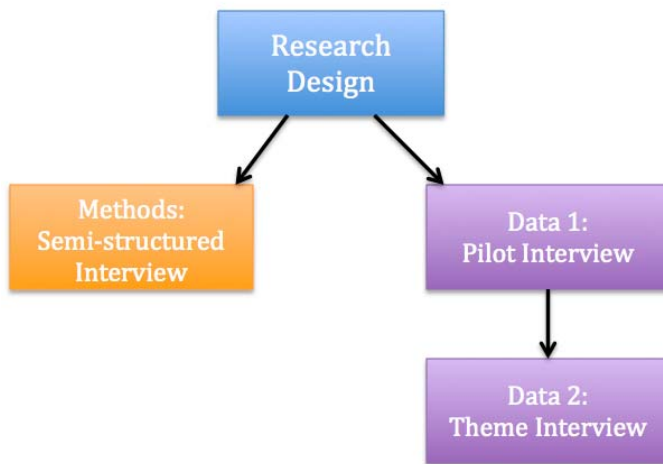 Research
Design
Methods:
Semi-structured
Interview
Data 1:
Pilot Interview
Data 2:
Theme Interview